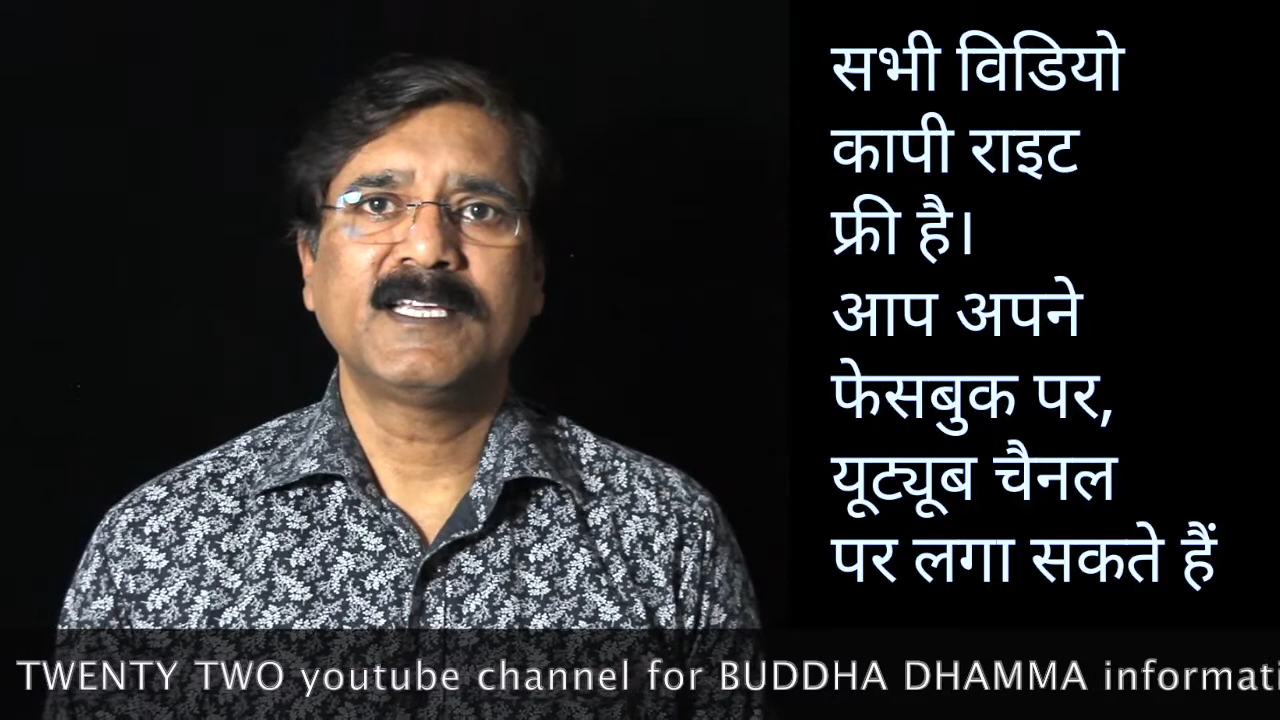 सभी विडियो
कापी राइट
फ्री है।
आप अपने
फेसबुक पर,
यूट्यूब चैनल
पर लगा सकते हैं
TWENTY TWO youtube channel for BUDDHA DHAMMA informati